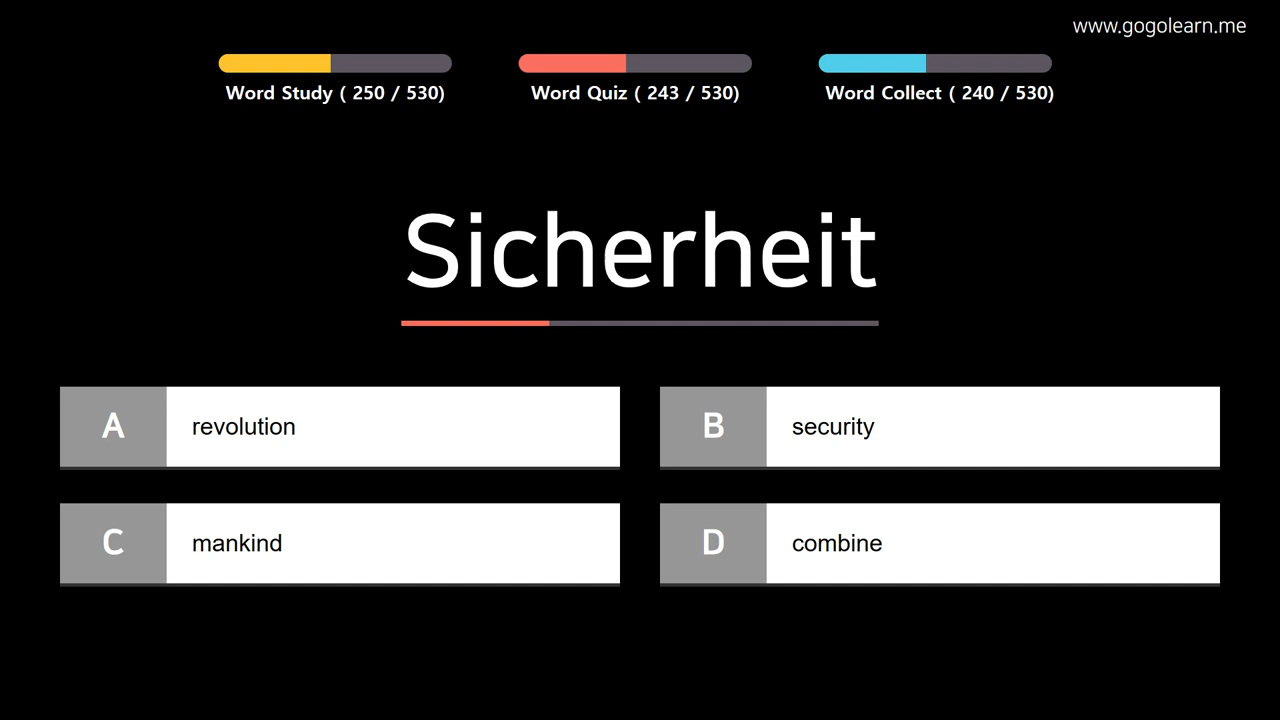 www.gogolearn.me
Word Study ( 250 / 530)
Word Quiz ( 243 / 530)
Word Collect ( 240 / 530)
Sicherheit
A revolution
B security
C mankind
D combine